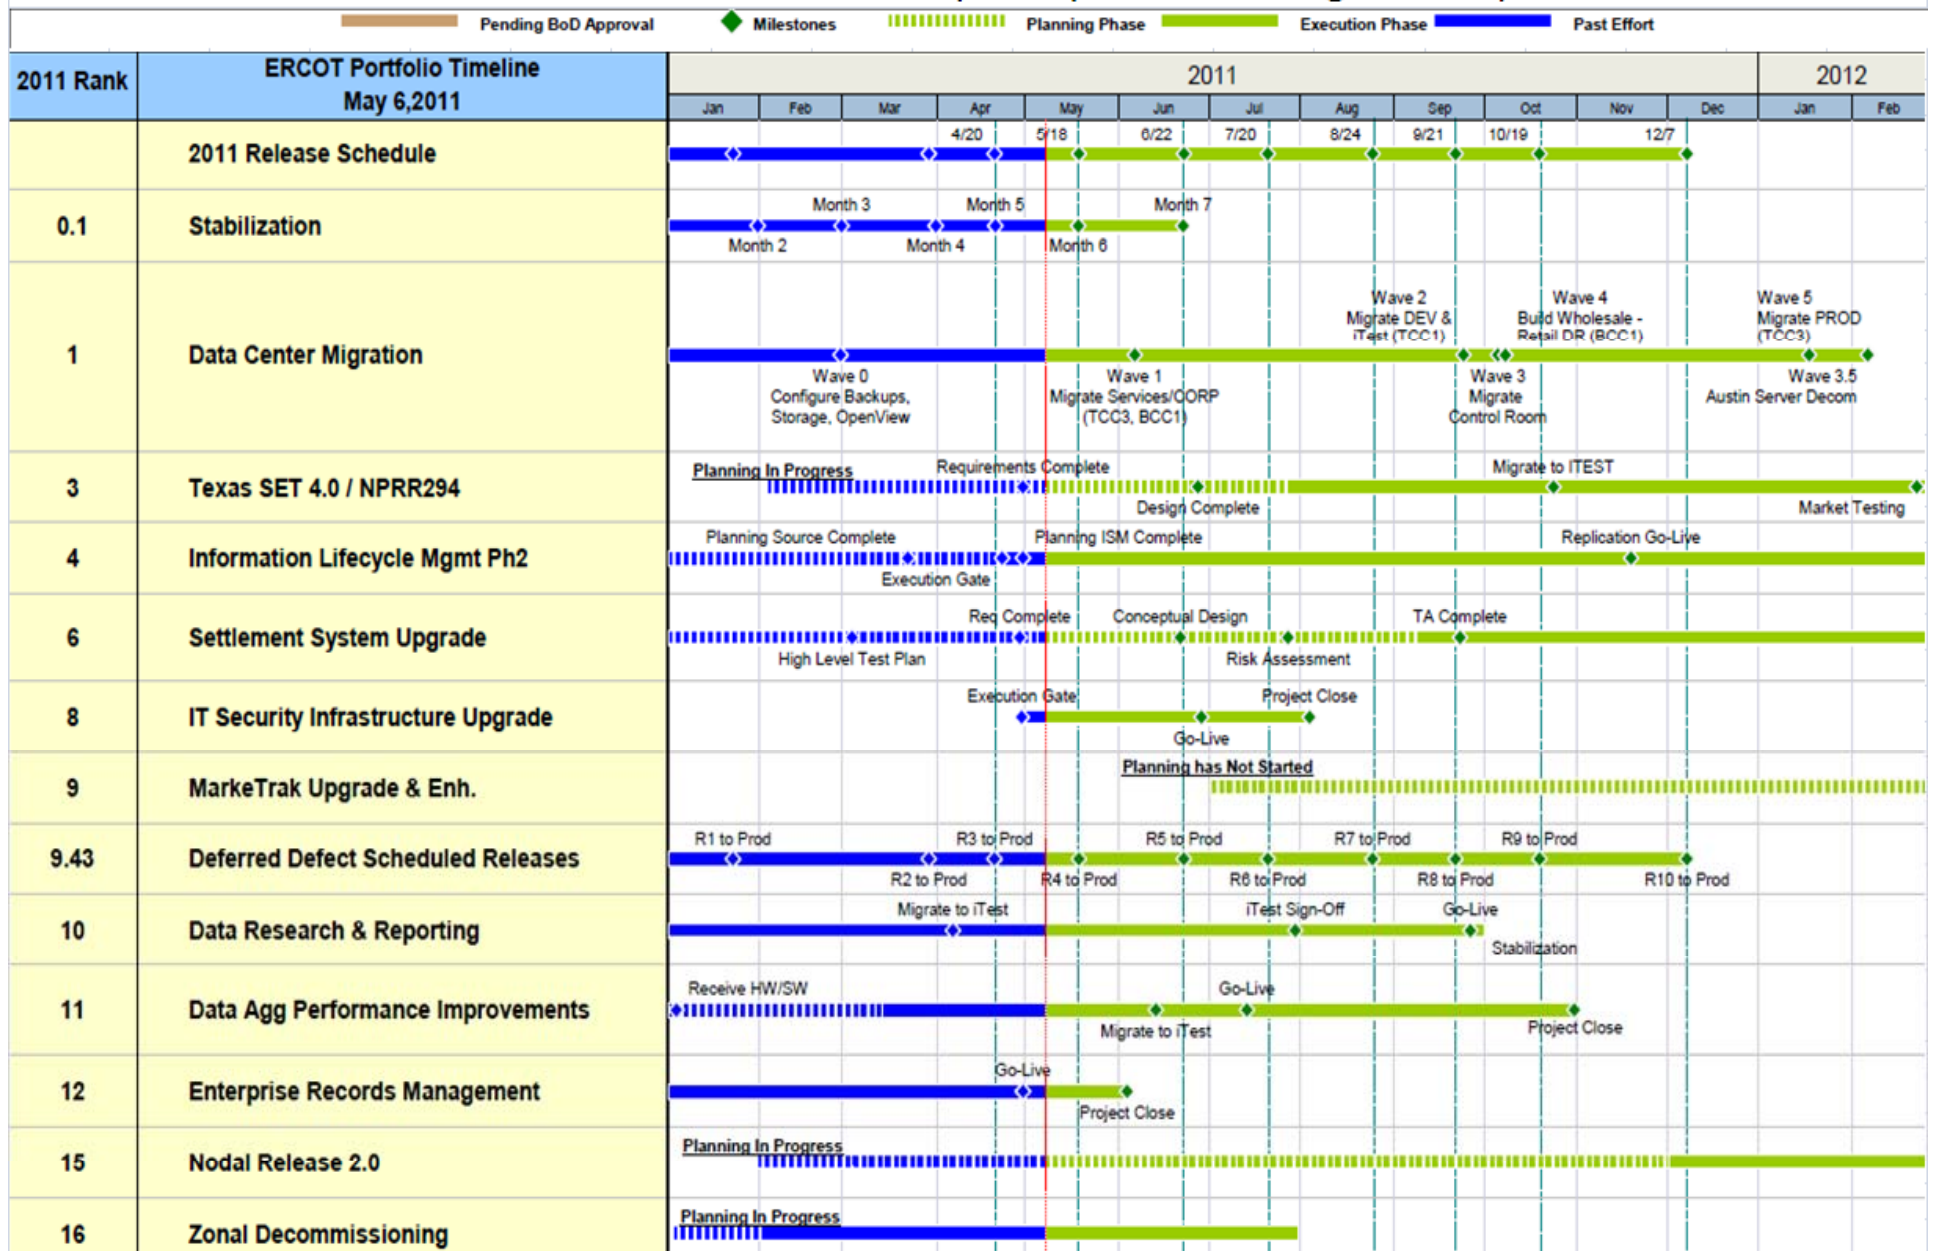 Pending BoD Approval
Milestones
Planning Phase
Execution Phase
Past Effort
2011 Rank
ERCOT Portfolio Timeline
May 6,2011
2011
2012
Jan Feb Mar Apr May Jun Jul Aug Sep Oct Nov Dec Jan Feb
4/20 5/18 6/22 7/20 8/24 9/21 10/19 12/7
2011 Release Schedule
Month 3 Month 5 Month 7
0.1 Stabilization
Month 2 Month 4 Month 6
Wave 2 Wave 4 Wave 5
Migrate DEV & Build Wholesale - Migrate PROD
iTest (TCC1) Retail DR (BCC1) (TCC3)
1 Data Center Migration
Wave 0 Wave 1 Wave 3 Wave 3.5
Configure Backups, Migrate Services/CORP Migrate Austin Server Decom
Storage, OpenView (TCC3, BCC1) Control Room
Planning In Progress Requirements Complete Migrate to ITEST
3 Texas SET 4.0 / NPRR294
Design Complete Market Testing
Planning Source Complete Planning ISM Complete Replication Go-Live
4 Information Lifecycle Mgmt Ph2
Execution Gate
Req Complete Conceptual Design TA Complete
6 Settlement System Upgrade
High Level Test Plan Risk Assessment
Execution Gate Project Close
8 IT Security Infrastructure Upgrade
Go-Live
Planning has Not Started
9 MarkeTrak Upgrade & Enh.
R1 to Prod R3 to Prod R5 to Prod R7 to Prod R9 to Prod
9.43 Deferred Defect Scheduled Releases
R2 to Prod R4 to Prod R6 to Prod R8 to Prod R10 to Prod
Migrate to iTest iTest Sign-Off Go-Live
10 Data Research & Reporting
Stabilization
Receive HW/SW Go-Live
11 Data Agg Performance Improvements
Migrate to iTest Project Close
Go-Live
12 Enterprise Records Management
Project Close
Planning In Progress
15 Nodal Release 2.0
Planning In Progress
16 Zonal Decommissioning